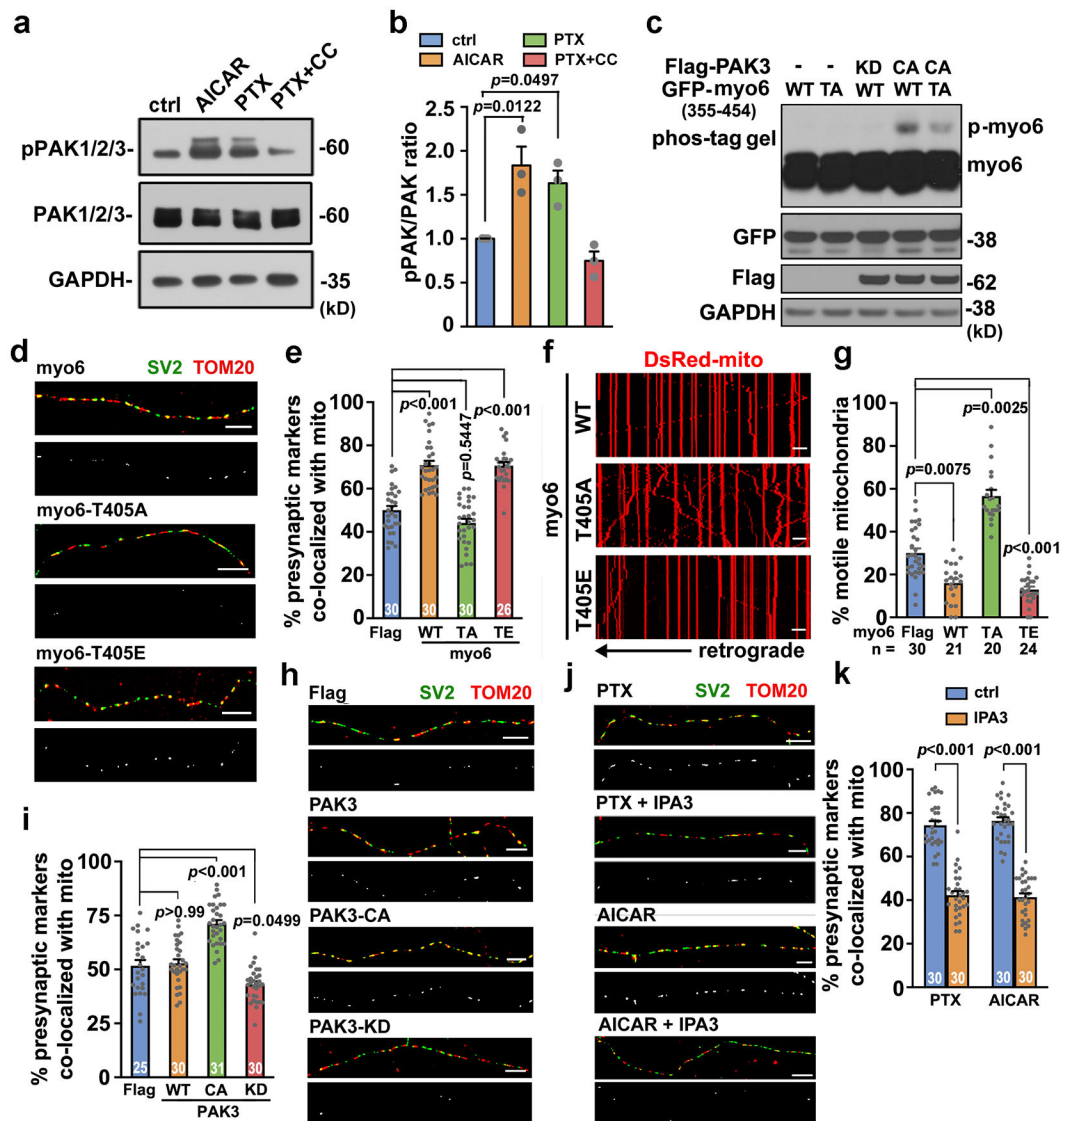 a
ctrl AICAR PTX PTX+CC
pPAK1/2/3- -60
PAK1/2/3- -60
GAPDH- -35
(kD)
b
ctrl PTX
AICAR PTX+CC
p=0.0497
p=0.0122
pPAK/PAK ratio
2.5
2.0
1.5
1.0
0.5
0
c
Flag-PAK3 - - KD CA CA
GFP-myo6 WT TA WT WT TA
(355-454)
phos-tag gel
p-myo6
myo6
GFP -38
Flag -62
GAPDH -38
(kD)
d
myo6 SV2 TOM20
myo6-T405A
myo6-T405E
e
% presynaptic markers
co-localized with mito
100
80
60
40
20
0
p<0.001
p=0.5447
p<0.001
30 30 30 26
Flag WT TA TE
myo6
f
DsRed-mito
myo6
WT
T405A
T405E
retrograde
g
% motile mitochondria
100
80
60
40
20
0
p=0.0025
p=0.0075
p<0.001
myo6 Flag WT TA TE
n = 30 21 20 24
h
Flag SV2 TOM20
PAK3
PAK3-CA
PAK3-KD
i
% presynaptic markers
co-localized with mito
100
75
50
25
0
p<0.001
p>0.99
p=0.0499
25 30 31 30
Flag WT CA KD
PAK3
j
PTX SV2 TOM20
PTX + IPA3
AICAR
AICAR + IPA3
k
ctrl
IPA3
% presynaptic markers
co-localized with mito
100
80
60
40
20
0
p<0.001 p<0.001
30 30 30 30
PTX AICAR